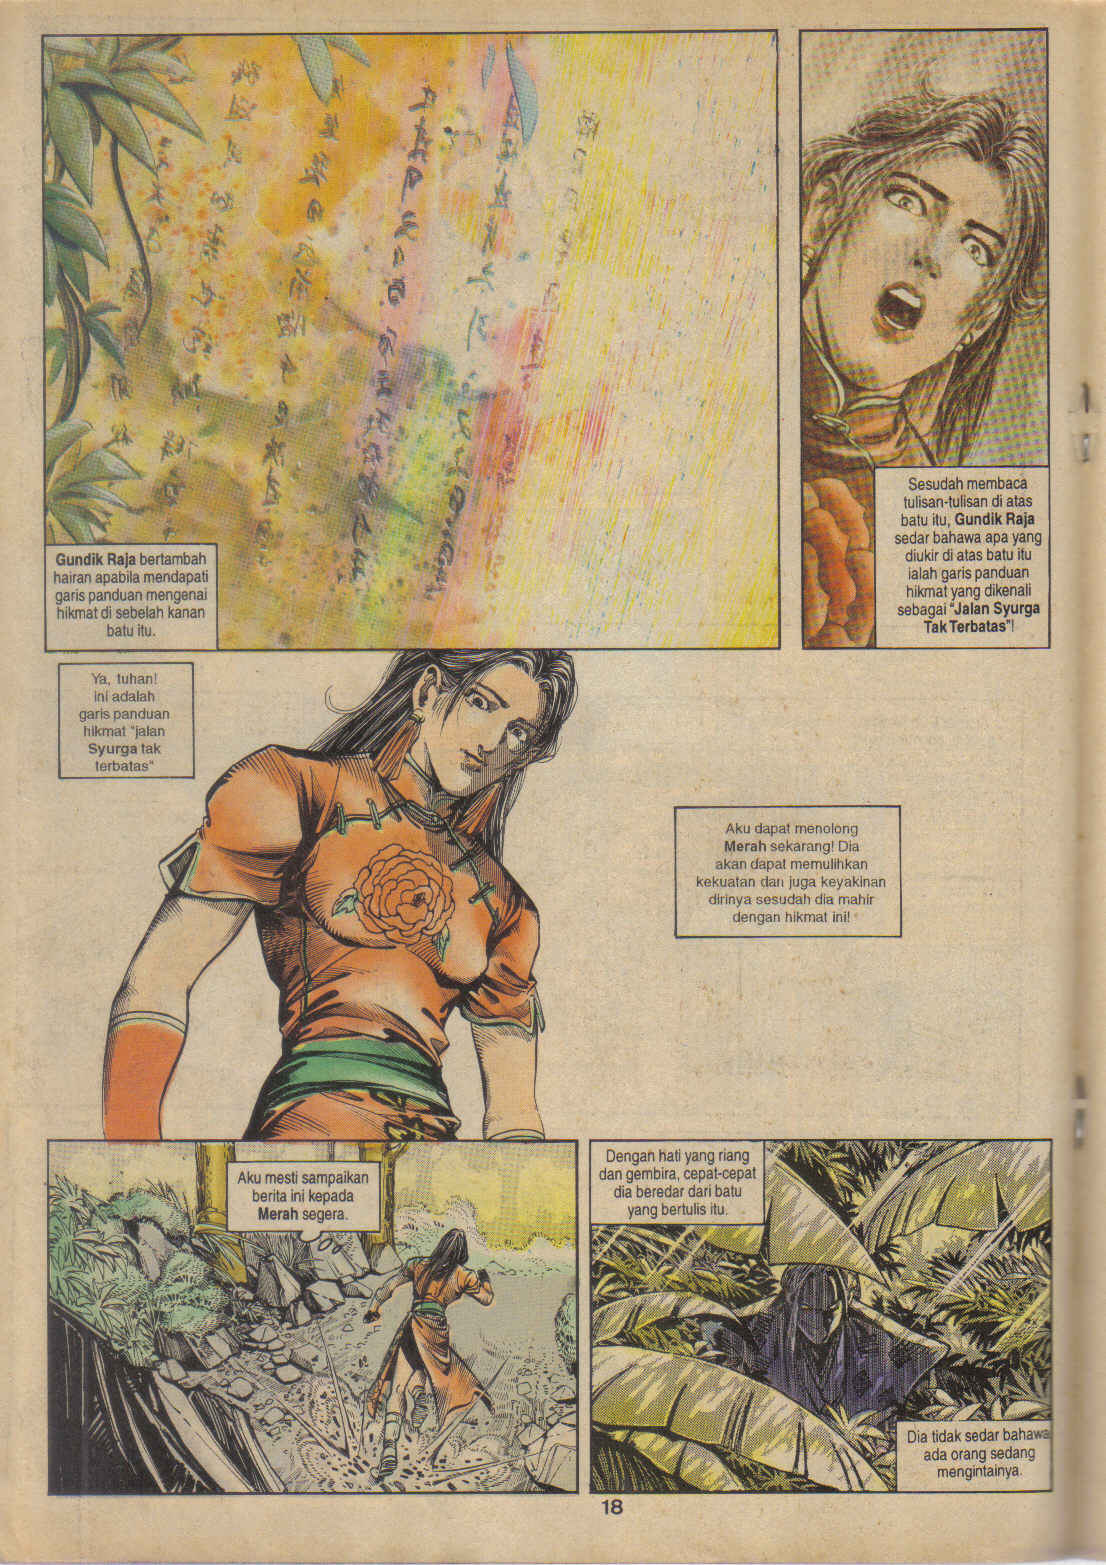 Gundik Raja bertambah
hairan apabila mendapati
garis panduan mengenai
hikmat di sebelah kanan
batu itu.
Sesudah membaca
tulisan-tulisan di atas
batu itu, Gundik Raja
sedar bahawa apa yang
diukir di atas batu itu
ialah garis panduan
hikmat yang dikenali
sebagai "Jalan Syurga
Tak Terbatas"!
Ya, tuhan!
ini adalah
garis panduan
hikmat "jalan
Syurga tak
terbatas"
Aku dapat menolong
Merah sekarang! Dia
akan dapat memulihkan
kekuatan dan juga keyakinan
dirinya sesudah dia mahir
dengan hikmat ini!
Aku mesti sampaikan
berita ini kepada
Merah segera.
Dengan hati yang riang
dan gembira, cepat-cepat
dia beredar dari batu
yang bertulis itu.
Dia tidak sedar bahawa
ada orang sedang
mengintainya.
18